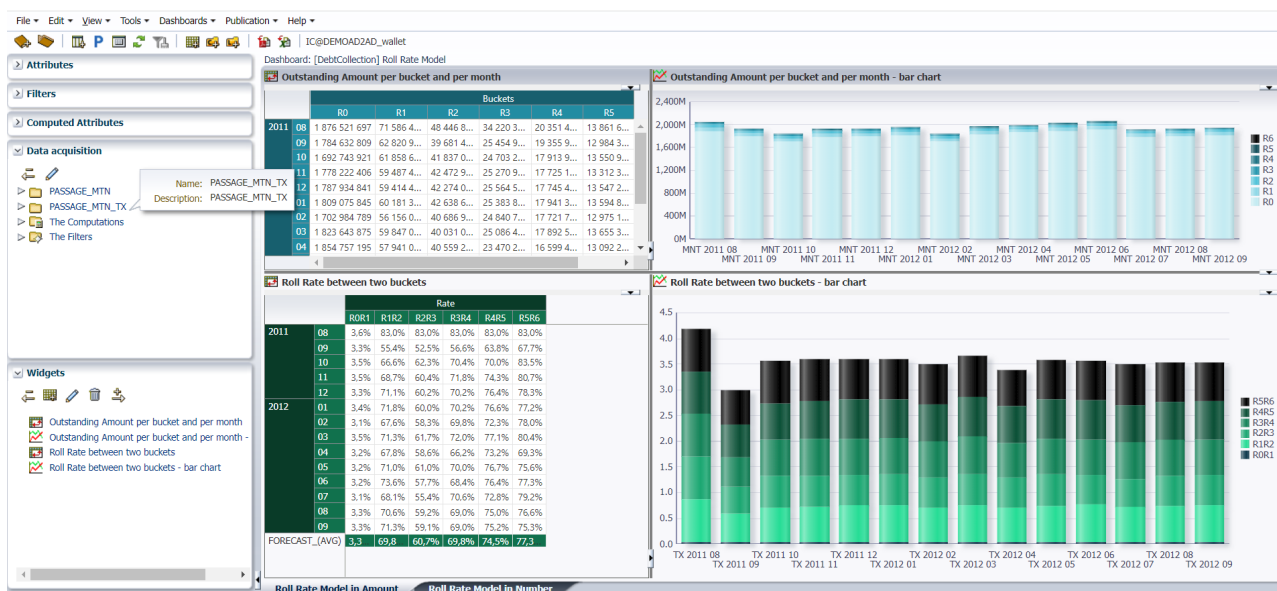 File Edit View Tools Dashboards Publication Help
IC@DEMOAD2AD_wallet
Attributes
Filters
Computed Attributes
Data acquisition
PASSAGE_MTN
PASSAGE_MTN_TX
The Computations
The Filters
Name: PASSAGE_MTN_TX
Description: PASSAGE_MTN_TX
Widgets
Outstanding Amount per bucket and per month
Outstanding Amount per bucket and per month -
Roll Rate between two buckets
Roll Rate between two buckets - bar chart
Dashboard: [DebtCollection] Roll Rate Model
Outstanding Amount per bucket and per month
Buckets
R0 R1 R2 R3 R4 R5
2011 08 1 876 521 697 71 586 4... 48 446 8... 34 220 3... 20 351 4... 13 861 6...
09 1 784 632 809 62 820 9... 39 681 4... 25 454 9... 19 355 9... 12 984 3...
10 1 692 743 921 61 858 6... 41 837 0... 24 703 2... 17 913 9... 13 550 9...
11 1 778 222 406 59 487 4... 42 472 9... 25 270 9... 17 725 1... 13 312 3...
12 1 787 934 841 59 414 4... 42 274 0... 25 564 5... 17 745 4... 13 547 2...
01 1 809 075 845 60 181 3... 42 638 6... 25 383 8... 17 941 3... 13 594 8...
02 1 702 984 789 56 156 0... 40 686 9... 24 840 7... 17 721 7... 12 975 1...
03 1 823 643 875 59 847 0... 40 031 0... 25 086 4... 17 892 5... 13 655 3...
04 1 854 757 195 57 941 0... 40 559 2... 23 470 2... 16 599 4... 13 092 2...
Outstanding Amount per bucket and per month - bar chart
2,400M
2,000M
1,600M
1,200M
800M
400M
0M
MNT 2011 08 MNT 2011 10 MNT 2011 12 MNT 2012 02 MNT 2012 04 MNT 2012 06 MNT 2012 08
MNT 2011 09 MNT 2011 11 MNT 2012 01 MNT 2012 03 MNT 2012 05 MNT 2012 07 MNT 2012 09
R6
R5
R4
R3
R2
R1
R0
Roll Rate between two buckets
Rate
R0R1 R1R2 R2R3 R3R4 R4R5 R5R6
2011 08 3,6% 83,0% 83,0% 83,0% 83,0% 83,0%
09 3,3% 55,4% 52,5% 56,6% 63,8% 67,7%
10 3,5% 66,6% 62,3% 70,4% 70,0% 83,5%
11 3,5% 68,7% 60,4% 71,8% 74,3% 80,7%
12 3,3% 71,1% 60,2% 70,2% 76,4% 78,3%
2012 01 3,4% 71,8% 60,0% 70,2% 76,6% 77,2%
02 3,1% 67,6% 58,3% 69,8% 72,3% 78,0%
03 3,5% 71,3% 61,7% 72,0% 77,1% 80,4%
04 3,2% 67,8% 58,6% 66,2% 73,2% 69,3%
05 3,2% 71,0% 61,0% 70,0% 76,7% 75,6%
06 3,2% 73,6% 57,7% 68,4% 76,4% 77,3%
07 3,1% 68,1% 55,4% 70,6% 72,8% 79,2%
08 3,3% 70,6% 59,2% 69,0% 75,0% 76,6%
09 3,3% 71,3% 59,1% 69,0% 75,2% 75,3%
FORECAST_(AVG) 3,3 69,8 60,7% 69,8% 74,5% 77,3
Roll Rate between two buckets - bar chart
4.5
4.0
3.5
3.0
2.5
2.0
1.5
1.0
0.5
0.0
TX 2011 08 TX 2011 10 TX 2011 12 TX 2012 02 TX 2012 04 TX 2012 06 TX 2012 08
TX 2011 09 TX 2011 11 TX 2012 01 TX 2012 03 TX 2012 05 TX 2012 07 TX 2012 09
R5R6
R4R5
R3R4
R2R3
R1R2
R0R1
Roll Rate Model in Amount Roll Rate Model in Number